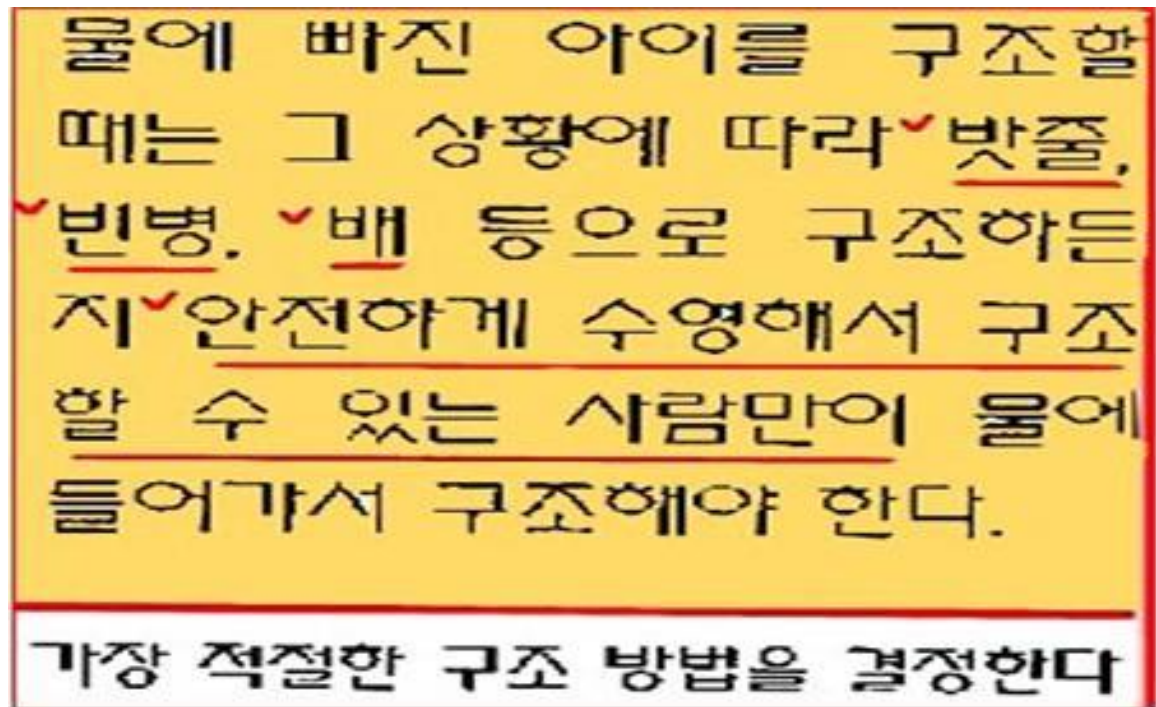 물에 빠진 아이를 구조할
때는 그 상황에 따라 밧줄,
빈병, 배 등으로 구조하든
지 안전하게 수영해서 구조
할 수 있는 사람만이 물에
들어가서 구조해야 한다.
가장 적절한 구조 방법을 결정한다